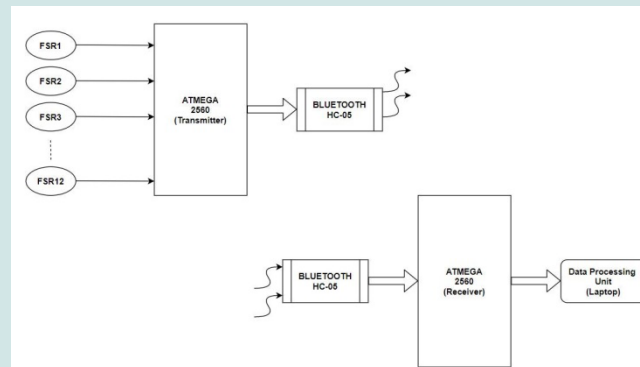 FSR1
FSR2
FSR3
FSR12
ATMEGA
2560
(Transmitter)
BLUETOOTH
HC-05
BLUETOOTH
HC-05
ATMEGA
2560
(Receiver)
Data Processing
Unit
(Laptop)